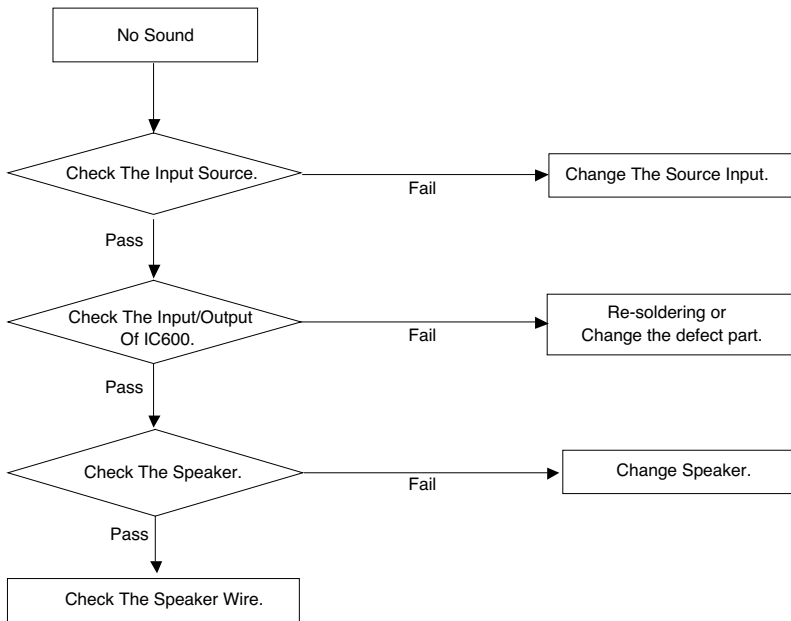 No Sound
Check The Input Source.
Fail
Change The Source Input.
Pass
Check The Input/Output
Of IC600.
Fail
Re-soldering or
Change the defect part.
Pass
Check The Speaker.
Fail
Change Speaker.
Pass
Check The Speaker Wire.